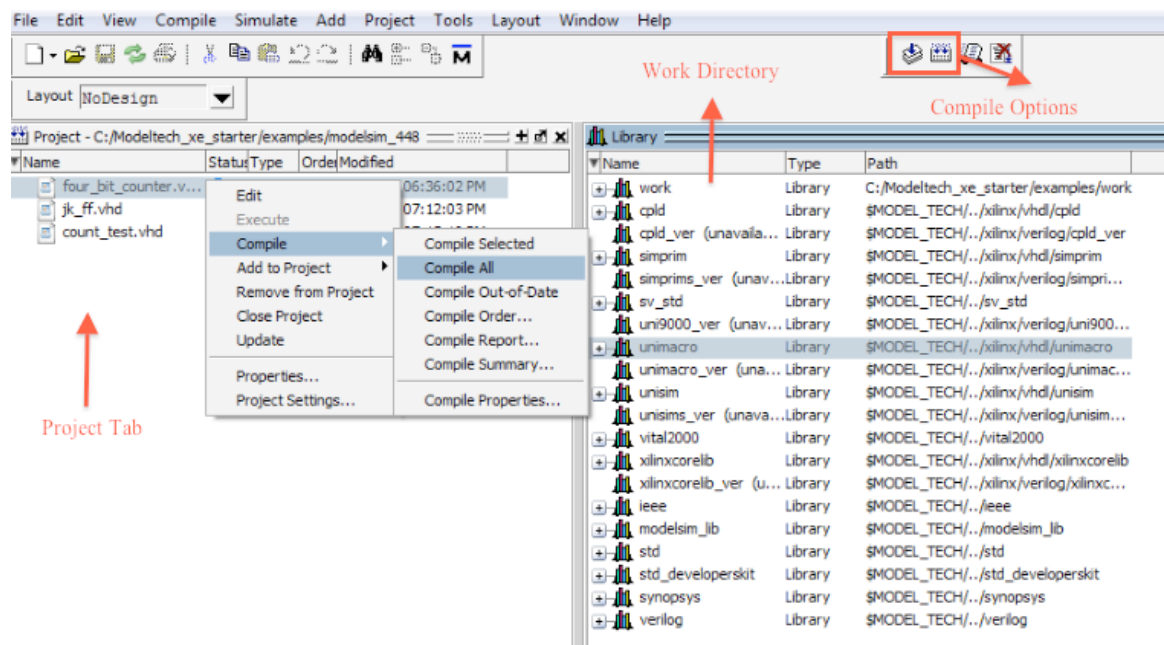 File Edit View Compile Simulate Add Project Tools Layout Window Help
Work Directory
Compile Options
Layout NoDesign
Project - C:/Modeltech_xe_starter/examples/modelsim_448
Name Status Type Order Modified
four_bit_counter.v... 06:36:02 PM
jk_ff.vhd 07:12:03 PM
count_test.vhd
Edit
Execute
Compile
Add to Project
Remove from Project
Close Project
Update
Properties...
Project Settings...
Compile Selected
Compile All
Compile Out-of-Date
Compile Order...
Compile Report...
Compile Summary...
Compile Properties...
Project Tab
Library
Name Type Path
work Library C:/Modeltech_xe_starter/examples/work
cpld Library $MODEL_TECH/../xilinx/vhdl/cpld
cpld_ver (unavaila... Library $MODEL_TECH/../xilinx/verilog/cpld_ver
simprim Library $MODEL_TECH/../xilinx/vhdl/simprim
simprims_ver (unav... Library $MODEL_TECH/../xilinx/verilog/simpri...
sv_std Library $MODEL_TECH/../sv_std
uni9000_ver (unav... Library $MODEL_TECH/../xilinx/verilog/uni900...
unimacro Library $MODEL_TECH/../xilinx/vhdl/unimacro
unimacro_ver (una... Library $MODEL_TECH/../xilinx/verilog/unimac...
unisim Library $MODEL_TECH/../xilinx/vhdl/unisim
unisims_ver (unava... Library $MODEL_TECH/../xilinx/verilog/unisim...
vital2000 Library $MODEL_TECH/../vital2000
xilinxcorelib Library $MODEL_TECH/../xilinx/vhdl/xilinxcorelib
xilinxcorelib_ver (u... Library $MODEL_TECH/../xilinx/verilog/xilinxc...
ieee Library $MODEL_TECH/../ieee
modelsim_lib Library $MODEL_TECH/../modelsim_lib
std Library $MODEL_TECH/../std
std_developerskit Library $MODEL_TECH/../std_developerskit
synopsys Library $MODEL_TECH/../synopsys
verilog Library $MODEL_TECH/../verilog